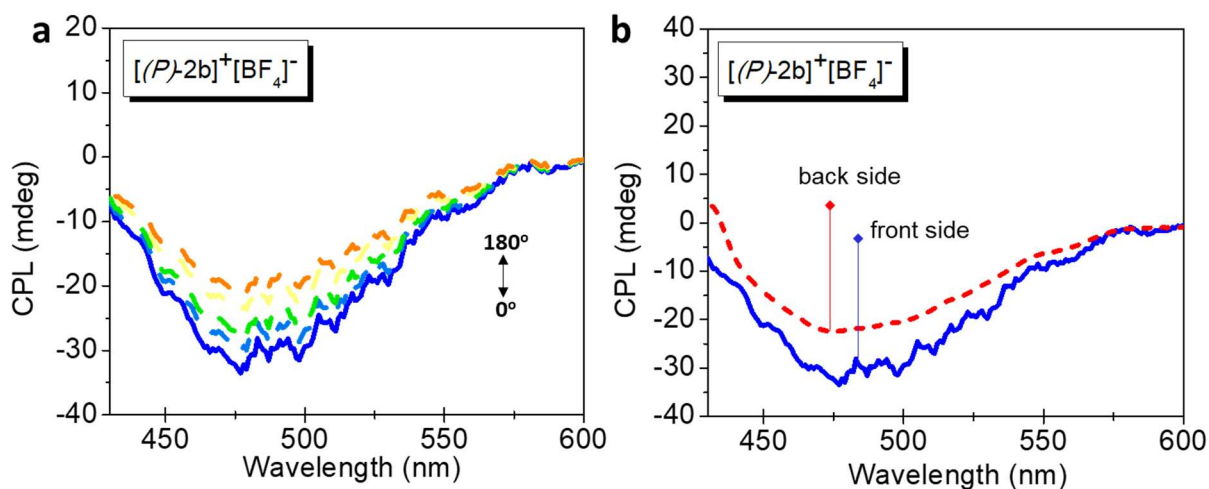 a
[(P)-2b]⁺[BF₄]⁻
20
10
0
-10
-20
-30
-40
CPL (mdeg)
180º
0º
450
500
550
600
Wavelength (nm)
b
[(P)-2b]⁺[BF₄]⁻
40
30
20
10
0
-10
-20
-30
-40
CPL (mdeg)
back side
front side
450
500
550
600
Wavelength (nm)